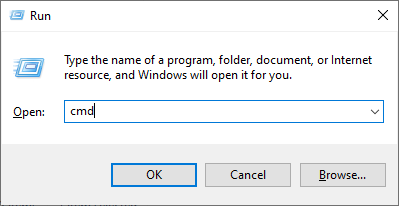 Run
Type the name of a program, folder, document, or Internet
resource, and Windows will open it for you.
Open: cmd
OK Cancel Browse...